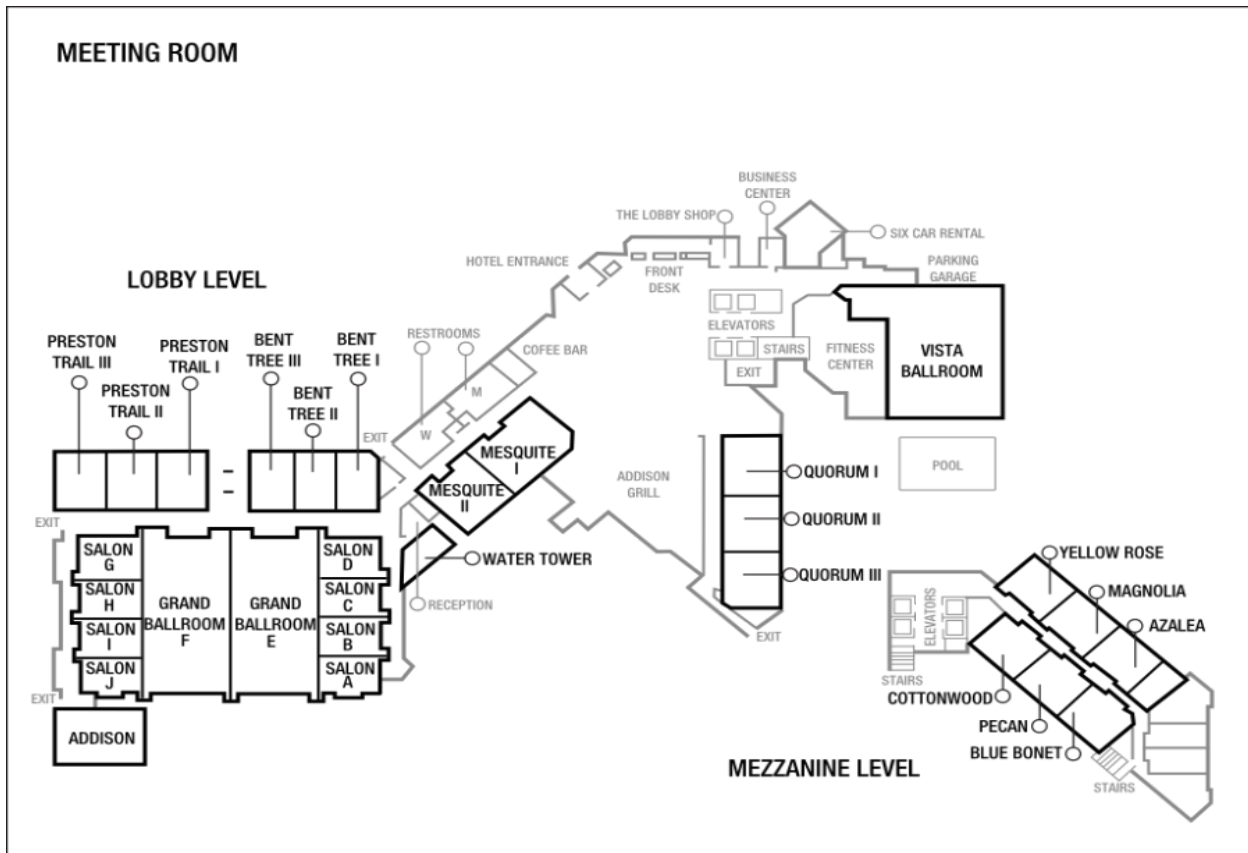 MEETING ROOM
BUSINESS
CENTER
THE LOBBY SHOP
SIX CAR RENTAL
HOTEL ENTRANCE
FRONT
DESK
PARKING
GARAGE
LOBBY LEVEL
ELEVATORS
STAIRS
EXIT
FITNESS
CENTER
VISTA
BALLROOM
RESTROOMS
COFEE BAR
M
W
PRESTON
TRAIL III
PRESTON
TRAIL II
PRESTON
TRAIL I
BENT
TREE III
BENT
TREE II
BENT
TREE I
EXIT
MESQUITE
I
MESQUITE
II
ADDISON
GRILL
QUORUM I
QUORUM II
QUORUM III
POOL
EXIT
EXIT
SALON
G
SALON
H
SALON
I
SALON
J
GRAND
BALLROOM
F
GRAND
BALLROOM
E
SALON
D
SALON
C
SALON
B
SALON
A
WATER TOWER
RECEPTION
EXIT
ADDISON
YELLOW ROSE
MAGNOLIA
AZALEA
ELEVATORS
STAIRS
COTTONWOOD
PECAN
BLUE BONET
STAIRS
MEZZANINE LEVEL